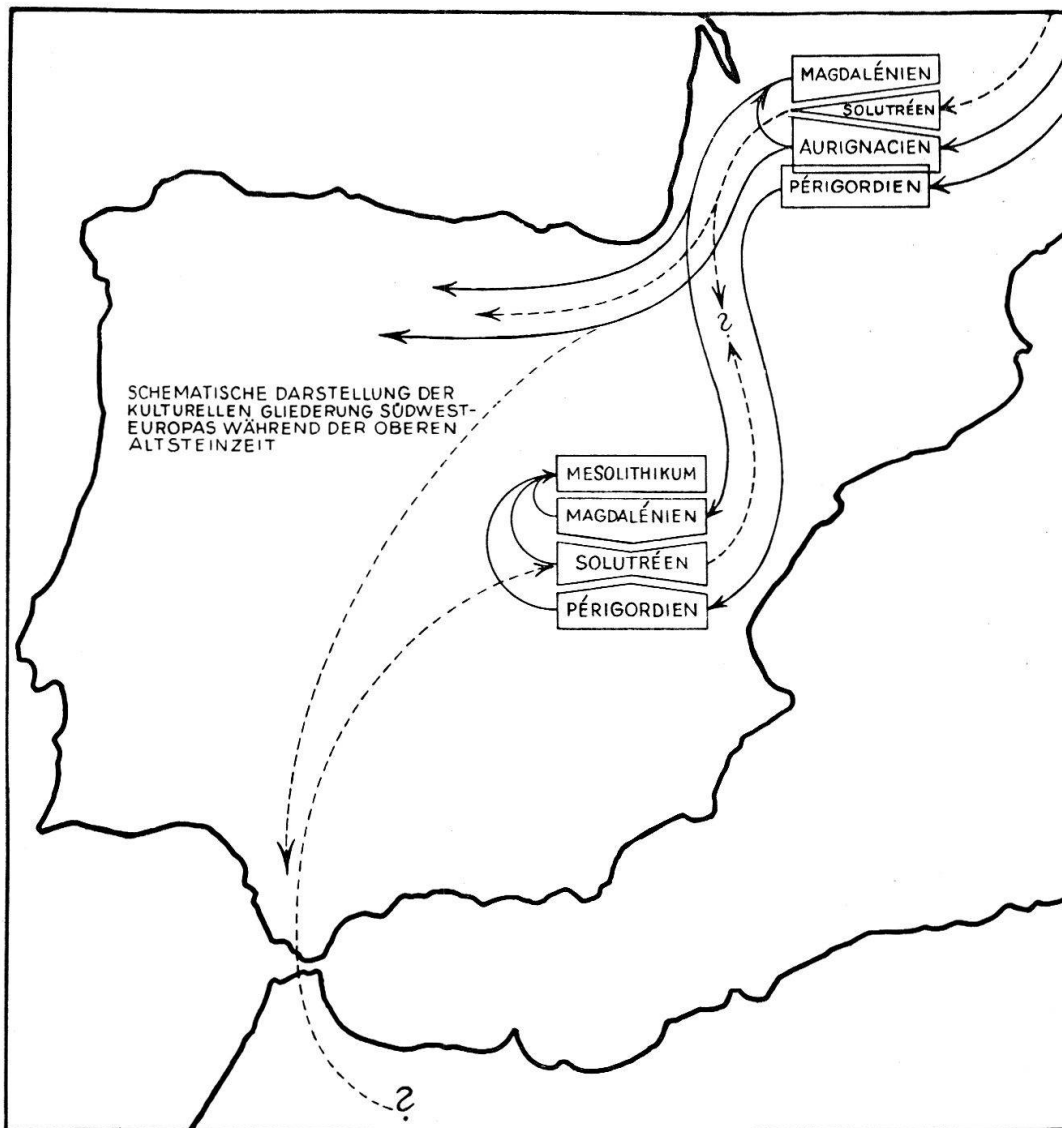 MAGDALÉNIEN
SOLUTRÉEN
AURIGNACIEN
PÉRIGORDIEN
?
SCHEMATISCHE DARSTELLUNG DER
KULTURELLEN GLIEDERUNG SÜDWEST-
EUROPAS WÄHREND DER OBEREN
ALTSTEINZEIT
MESOLITHIKUM
MAGDALÉNIEN
SOLUTRÉEN
PÉRIGORDIEN
?